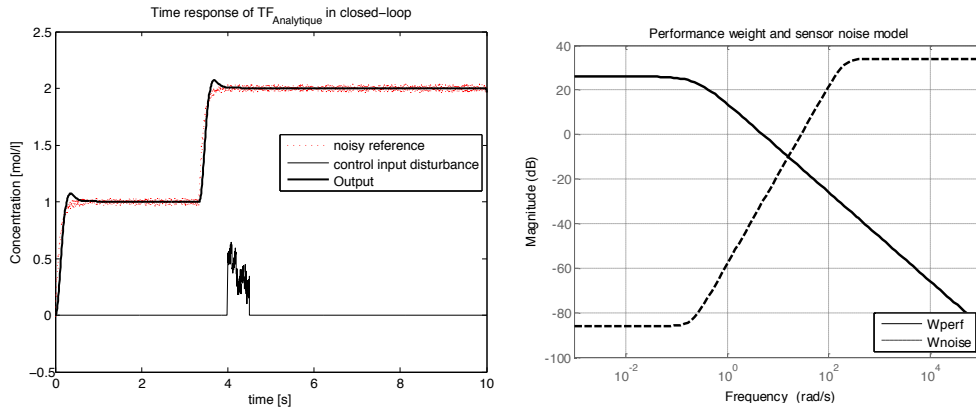 Time response of TF_Analytique in closed-loop
2.5
2
1.5
1
0.5
0
−0.5
Concentration [mol/l]
noisy reference
control input disturbance
Output
0 2 4 6 8 10
time [s]
Performance weight and sensor noise model
40
20
0
-20
-40
-60
-80
-100
Magnitude (dB)
Wperf
Wnoise
10^-2 10^0 10^2 10^4
Frequency (rad/s)